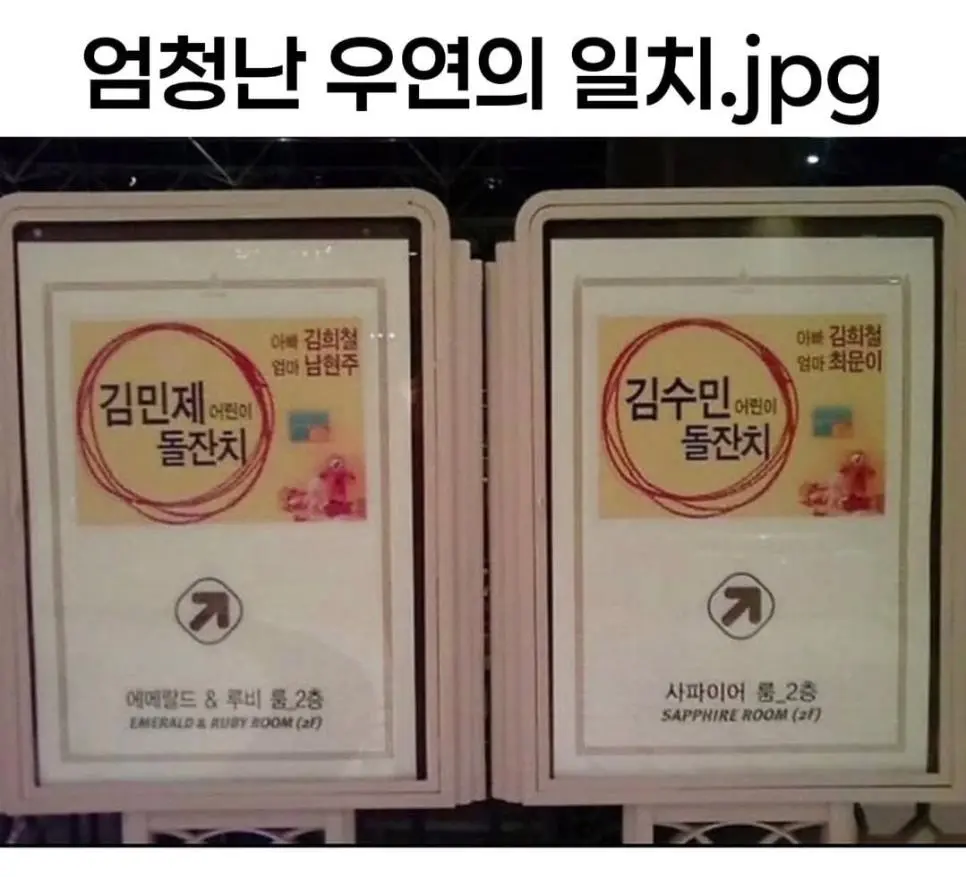 엄청난 우연의 일치.jpg
아빠 김희철
엄마 남현주
김민제 어린이
돌잔치
에메랄드 & 루비 룸_2층
EMERALD & RUBY ROOM (2F)
아빠 김희철
엄마 최문이
김수민 어린이
돌잔치
사파이어 룸_2층
SAPPHIRE ROOM (2F)